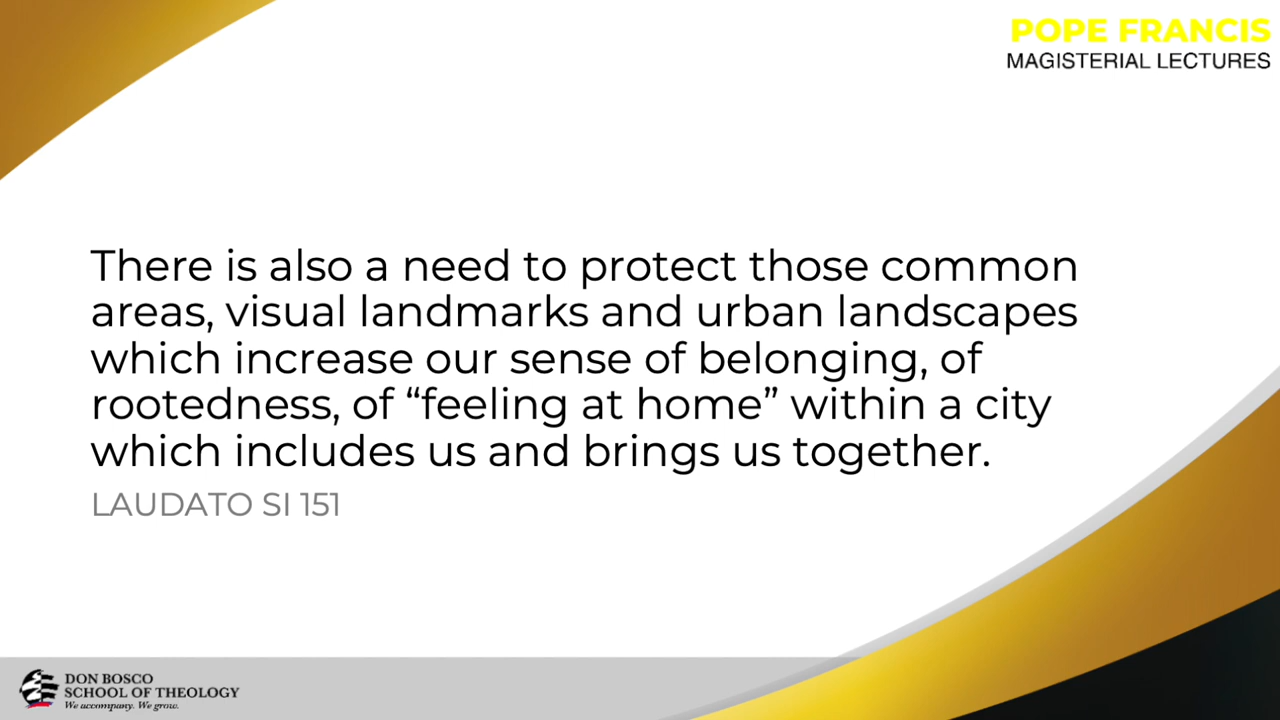 POPE FRANCIS
MAGISTERIAL LECTURES
There is also a need to protect those common
areas, visual landmarks and urban landscapes
which increase our sense of belonging, of
rootedness, of “feeling at home” within a city
which includes us and brings us together.
LAUDATO SI 151
DON BOSCO
SCHOOL OF THEOLOGY
We accompany. We grow.